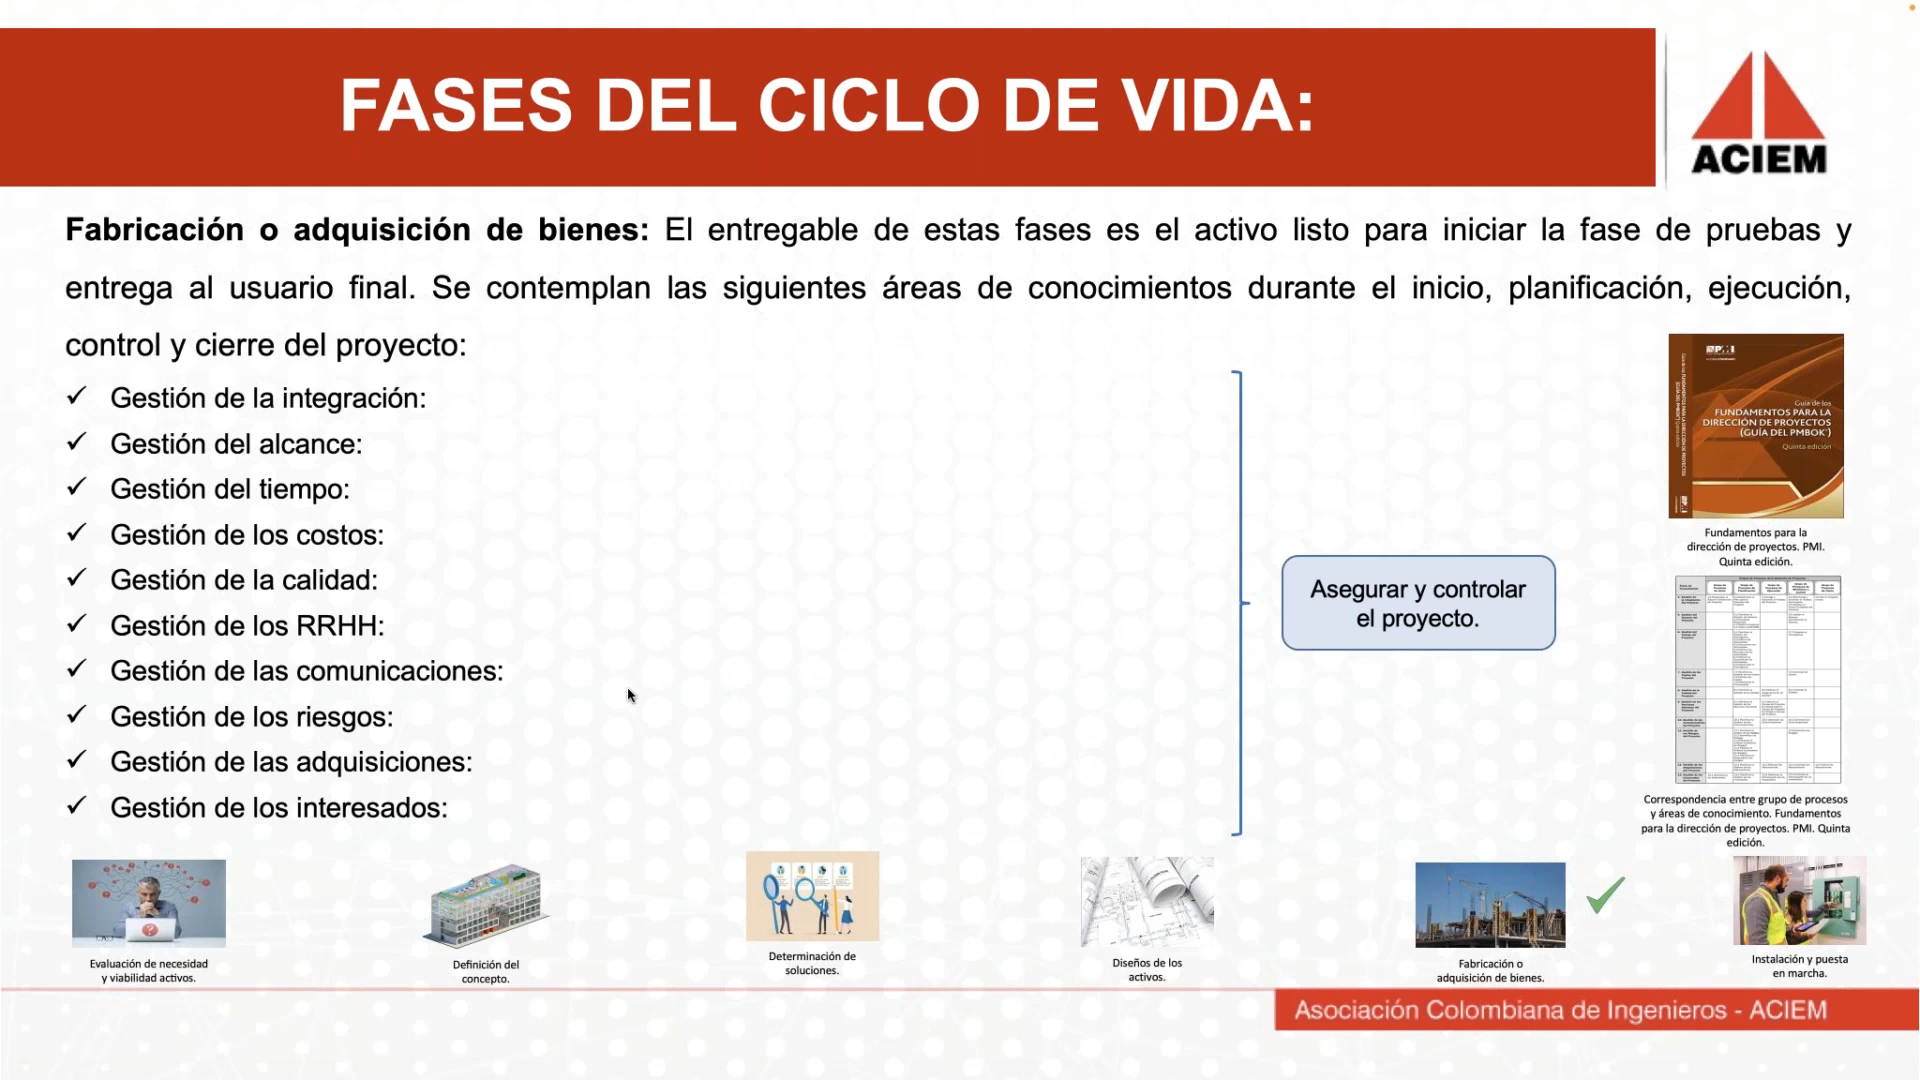 FASES DEL CICLO DE VIDA:
ACIEM
Fabricación o adquisición de bienes: El entregable de estas fases es el activo listo para iniciar la fase de pruebas y
entrega al usuario final. Se contemplan las siguientes áreas de conocimientos durante el inicio, planificación, ejecución,
control y cierre del proyecto:
✓ Gestión de la integración:
✓ Gestión del alcance:
✓ Gestión del tiempo:
✓ Gestión de los costos:
✓ Gestión de la calidad:
✓ Gestión de los RRHH:
✓ Gestión de las comunicaciones:
✓ Gestión de los riesgos:
✓ Gestión de las adquisiciones:
✓ Gestión de los interesados:
Asegurar y controlar
el proyecto.
PMI
Guía de los
FUNDAMENTOS PARA LA
DIRECCIÓN DE PROYECTOS
(GUÍA DEL PMBOK®)
Quinta edición
Fundamentos para la
dirección de proyectos. PMI.
Quinta edición.
Correspondencia entre grupo de procesos
y áreas de conocimiento. Fundamentos
para la dirección de proyectos. PMI. Quinta
edición.
Evaluación de necesidad
y viabilidad activos.
Definición del
concepto.
Determinación de
soluciones.
Diseños de los
activos.
Fabricación o
adquisición de bienes.
Instalación y puesta
en marcha.
Asociación Colombiana de Ingenieros - ACIEM